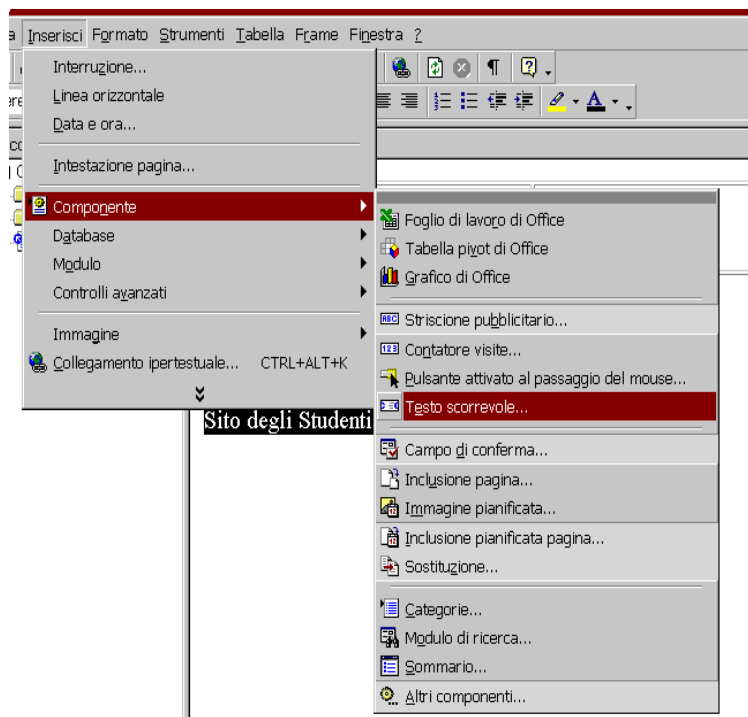 a Inserisci Formato Strumenti Tabella Frame Finestra ?
Interruzione...
Linea orizzontale
Data e ora...
Intestazione pagina...
Componente
Database
Modulo
Controlli avanzati
Immagine
Collegamento ipertestuale... CTRL+ALT+K
Foglio di lavoro di Office
Tabella pivot di Office
Grafico di Office
Striscione pubblicitario...
Contatore visite...
Pulsante attivato al passaggio del mouse...
Testo scorrevole...
Campo di conferma...
Inclusione pagina...
Immagine pianificata...
Inclusione pianificata pagina...
Sostituzione...
Categorie...
Modulo di ricerca...
Sommario...
Altri componenti...
Sito degli Studenti